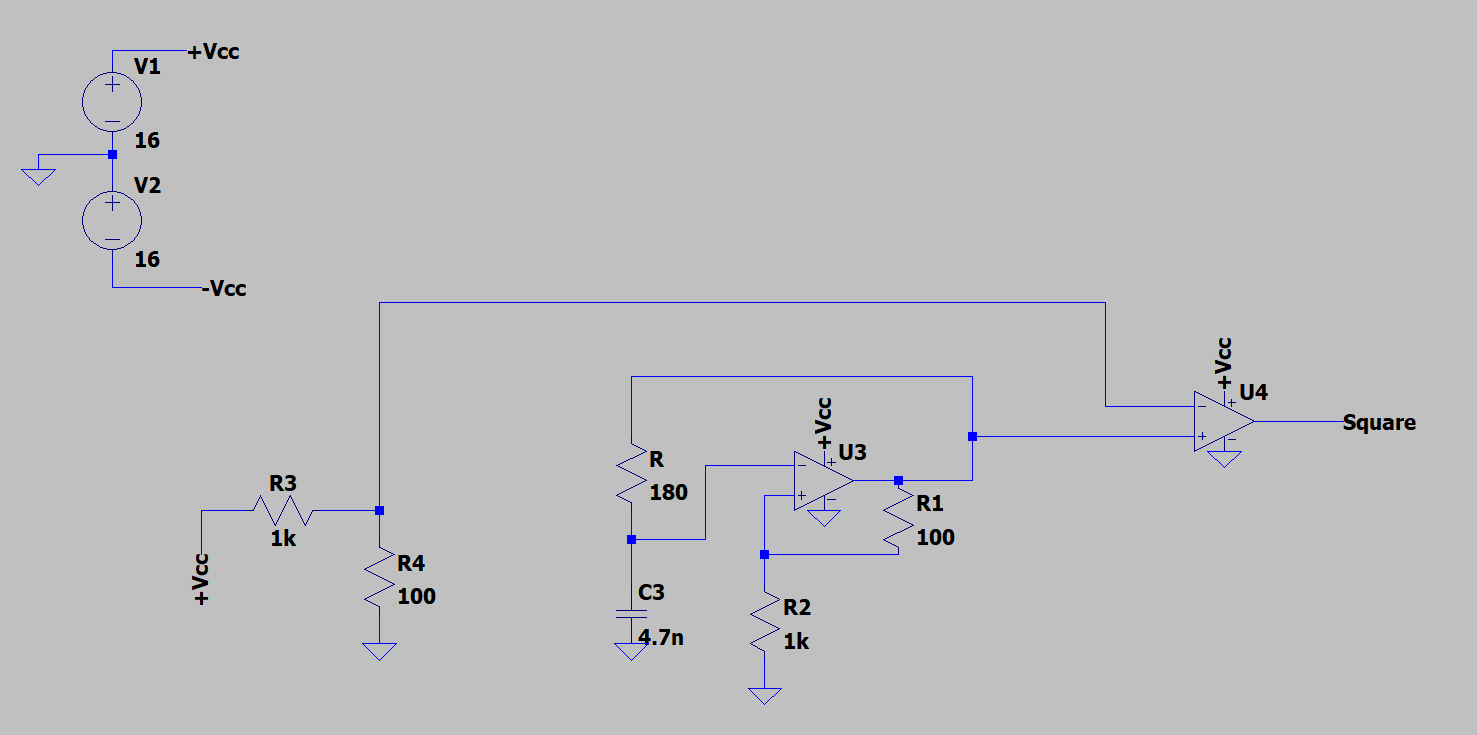 +Vcc
V1
16
V2
16
-Vcc
+Vcc
U4
Square
+Vcc
U3
R
180
R3
1k
R1
100
+Vcc
R4
100
C3
4.7n
R2
1k